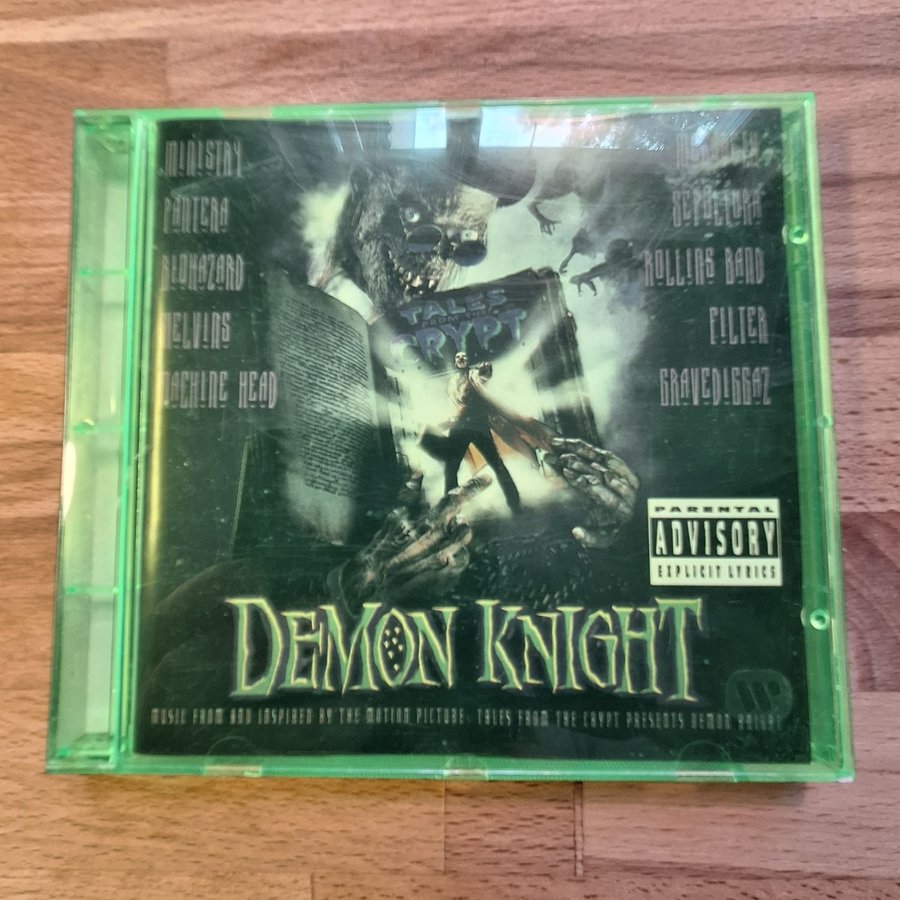 MINISTRY
PANTERA
BIOHAZARD
MELVINS
MACHINE HEAD
MEGADETH
SEPULTURA
ROLLINS BAND
FILTER
GRAVEDIGGAZ
TALES
FROM THE
CRYPT
PARENTAL
ADVISORY
EXPLICIT LYRICS
DEMON KNIGHT
MUSIC FROM AND INSPIRED BY THE MOTION PICTURE: TALES FROM THE CRYPT PRESENTS DEMON KNIGHT